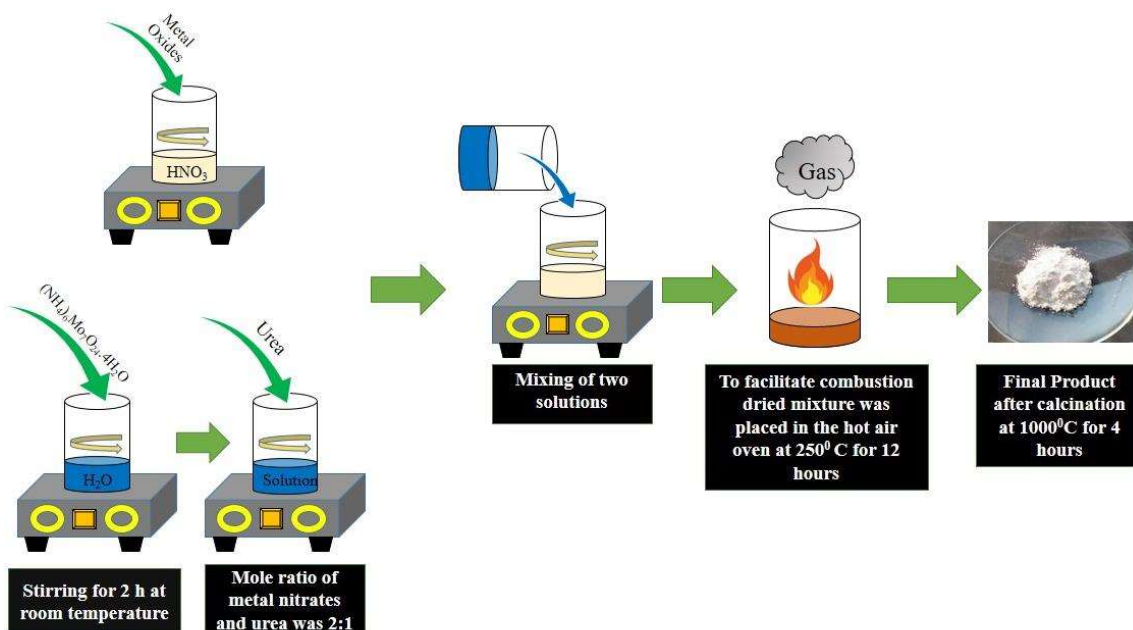 Metal
Oxides
HNO₃
(NH₄)₆Mo₇O₂₄.4H₂O
H₂O
Stirring for 2 h at
room temperature
Urea
Solution
Mole ratio of
metal nitrates
and urea was 2:1
Mixing of two
solutions
Gas
To facilitate combustion
dried mixture was
placed in the hot air
oven at 250⁰ C for 12
hours
Final Product
after calcination
at 1000⁰C for 4
hours